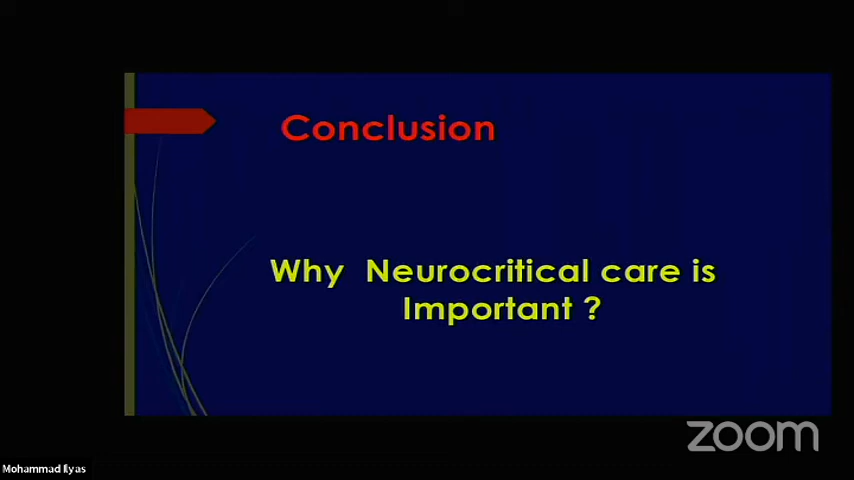 Conclusion
Why Neurocritical care is
Important ?
zoom
Mohammad Ilyas